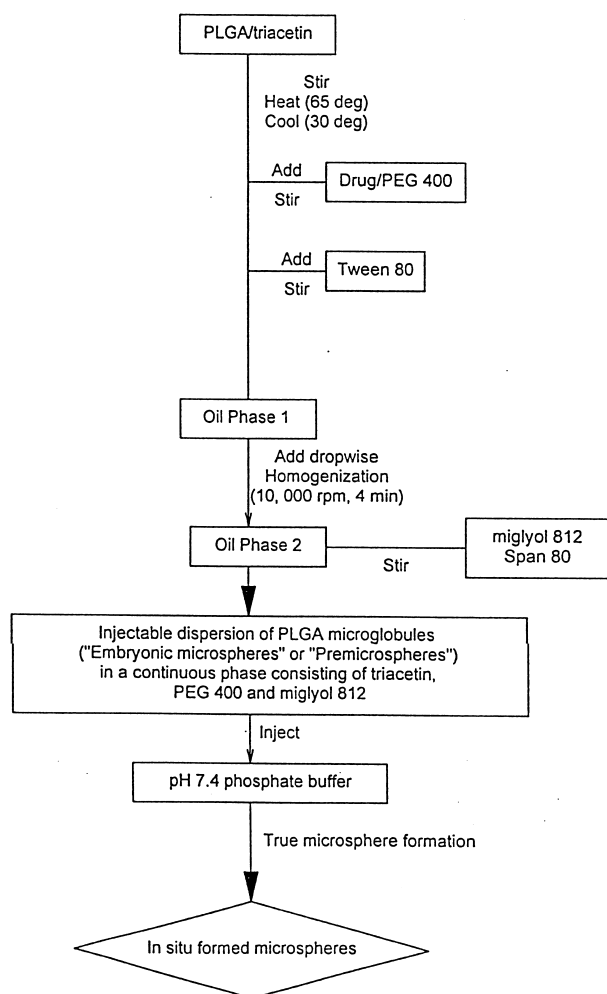 PLGA/triacetin
Stir
Heat (65 deg)
Cool (30 deg)
Add
Stir
Drug/PEG 400
Add
Stir
Tween 80
Oil Phase 1
Add dropwise
Homogenization
(10, 000 rpm, 4 min)
Oil Phase 2
Stir
miglyol 812
Span 80
Injectable dispersion of PLGA microglobules
("Embryonic microspheres" or "Premicrospheres")
in a continuous phase consisting of triacetin,
PEG 400 and miglyol 812
Inject
pH 7.4 phosphate buffer
True microsphere formation
In situ formed microspheres